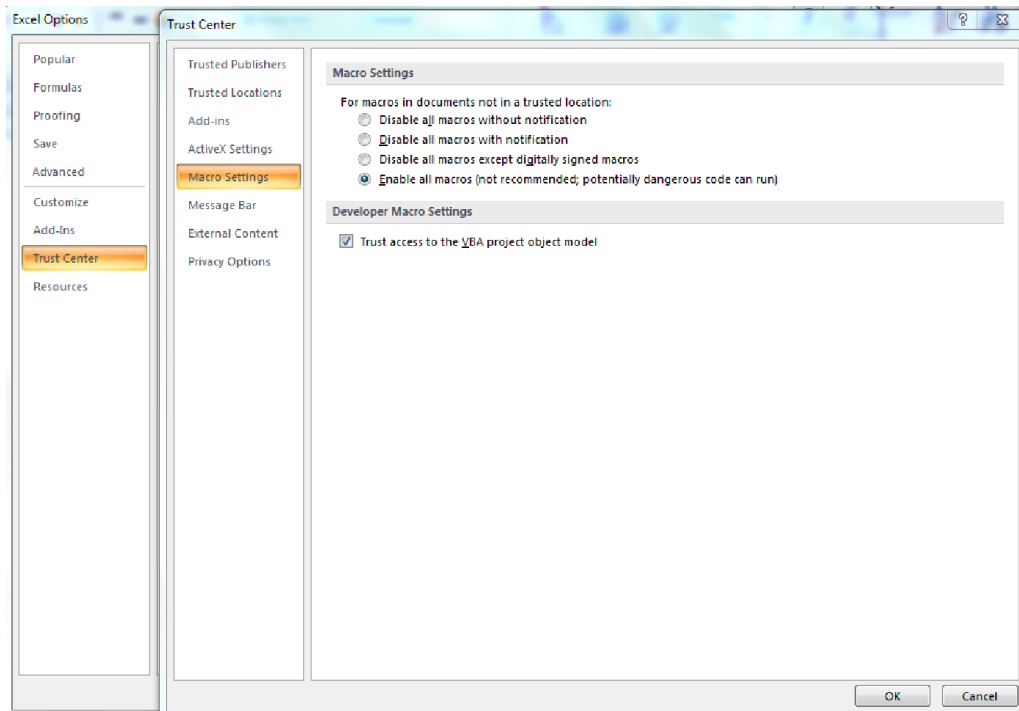 Excel Options
Trust Center
Popular
Formulas
Proofing
Save
Advanced
Customize
Add-Ins
Trust Center
Resources
Trusted Publishers
Trusted Locations
Add-ins
ActiveX Settings
Macro Settings
Message Bar
External Content
Privacy Options
Macro Settings
For macros in documents not in a trusted location:
Disable all macros without notification
Disable all macros with notification
Disable all macros except digitally signed macros
Enable all macros (not recommended; potentially dangerous code can run)
Developer Macro Settings
Trust access to the VBA project object model
OK
Cancel